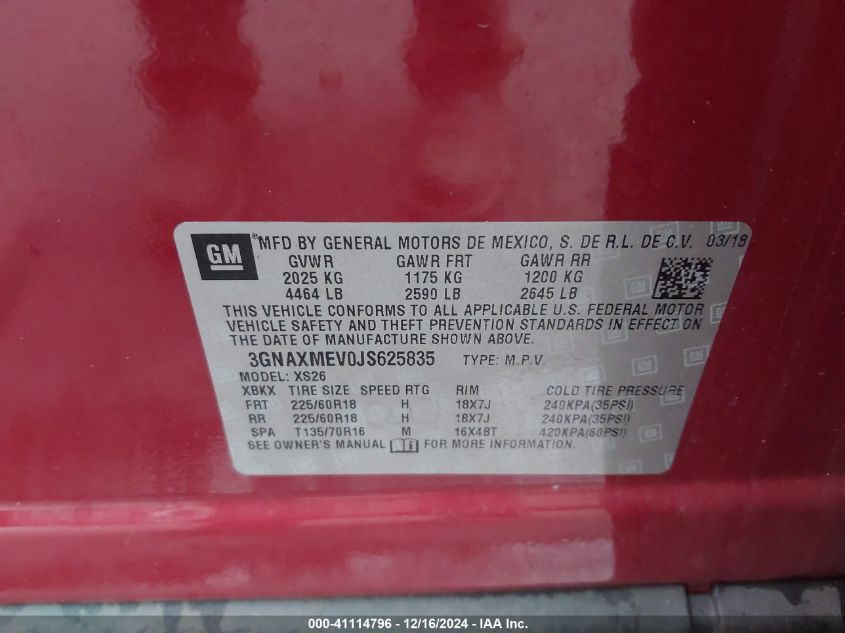 GM
® MFD BY GENERAL MOTORS DE MEXICO, S. DE R.L. DE C.V. 03/18
GVWR GAWR FRT GAWR RR
2025 KG 1175 KG 1200 KG
4464 LB 2590 LB 2645 LB
THIS VEHICLE CONFORMS TO ALL APPLICABLE U.S. FEDERAL MOTOR
VEHICLE SAFETY AND THEFT PREVENTION STANDARDS IN EFFECT ON
THE DATE OF MANUFACTURE SHOWN ABOVE.
3GNAXMEV0JS625835 TYPE: M.P.V.
MODEL: XS26
XBKX TIRE SIZE SPEED RTG RIM COLD TIRE PRESSURE
FRT 225/60R18 H 18X7J 240KPA(35PSI)
RR 225/60R18 H 18X7J 240KPA(35PSI)
SPA T135/70R16 M 16X4BT 420KPA(60PSI)
SEE OWNER'S MANUAL FOR MORE INFORMATION.
000-41114796 - 12/16/2024 - IAA Inc.